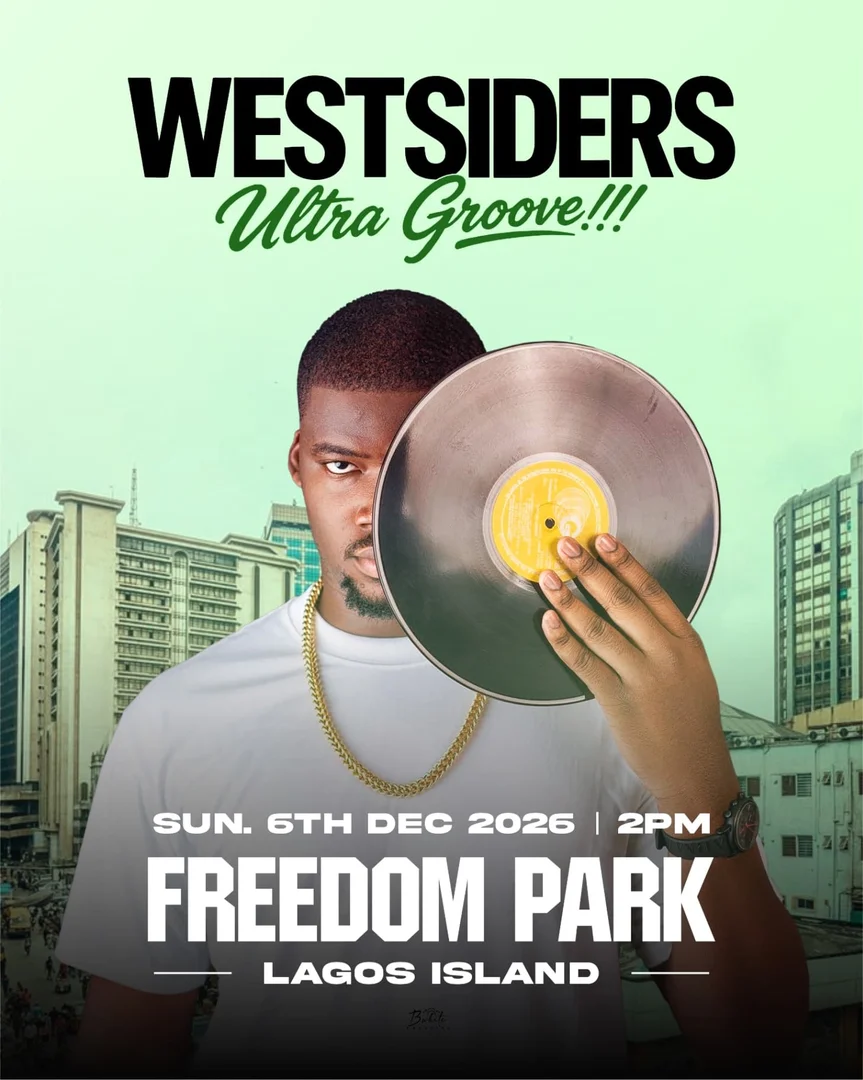 WESTSIDERS
Ultra Groove!!!
SUN. 6TH DEC 2026 | 2PM
FREEDOM PARK
LAGOS ISLAND